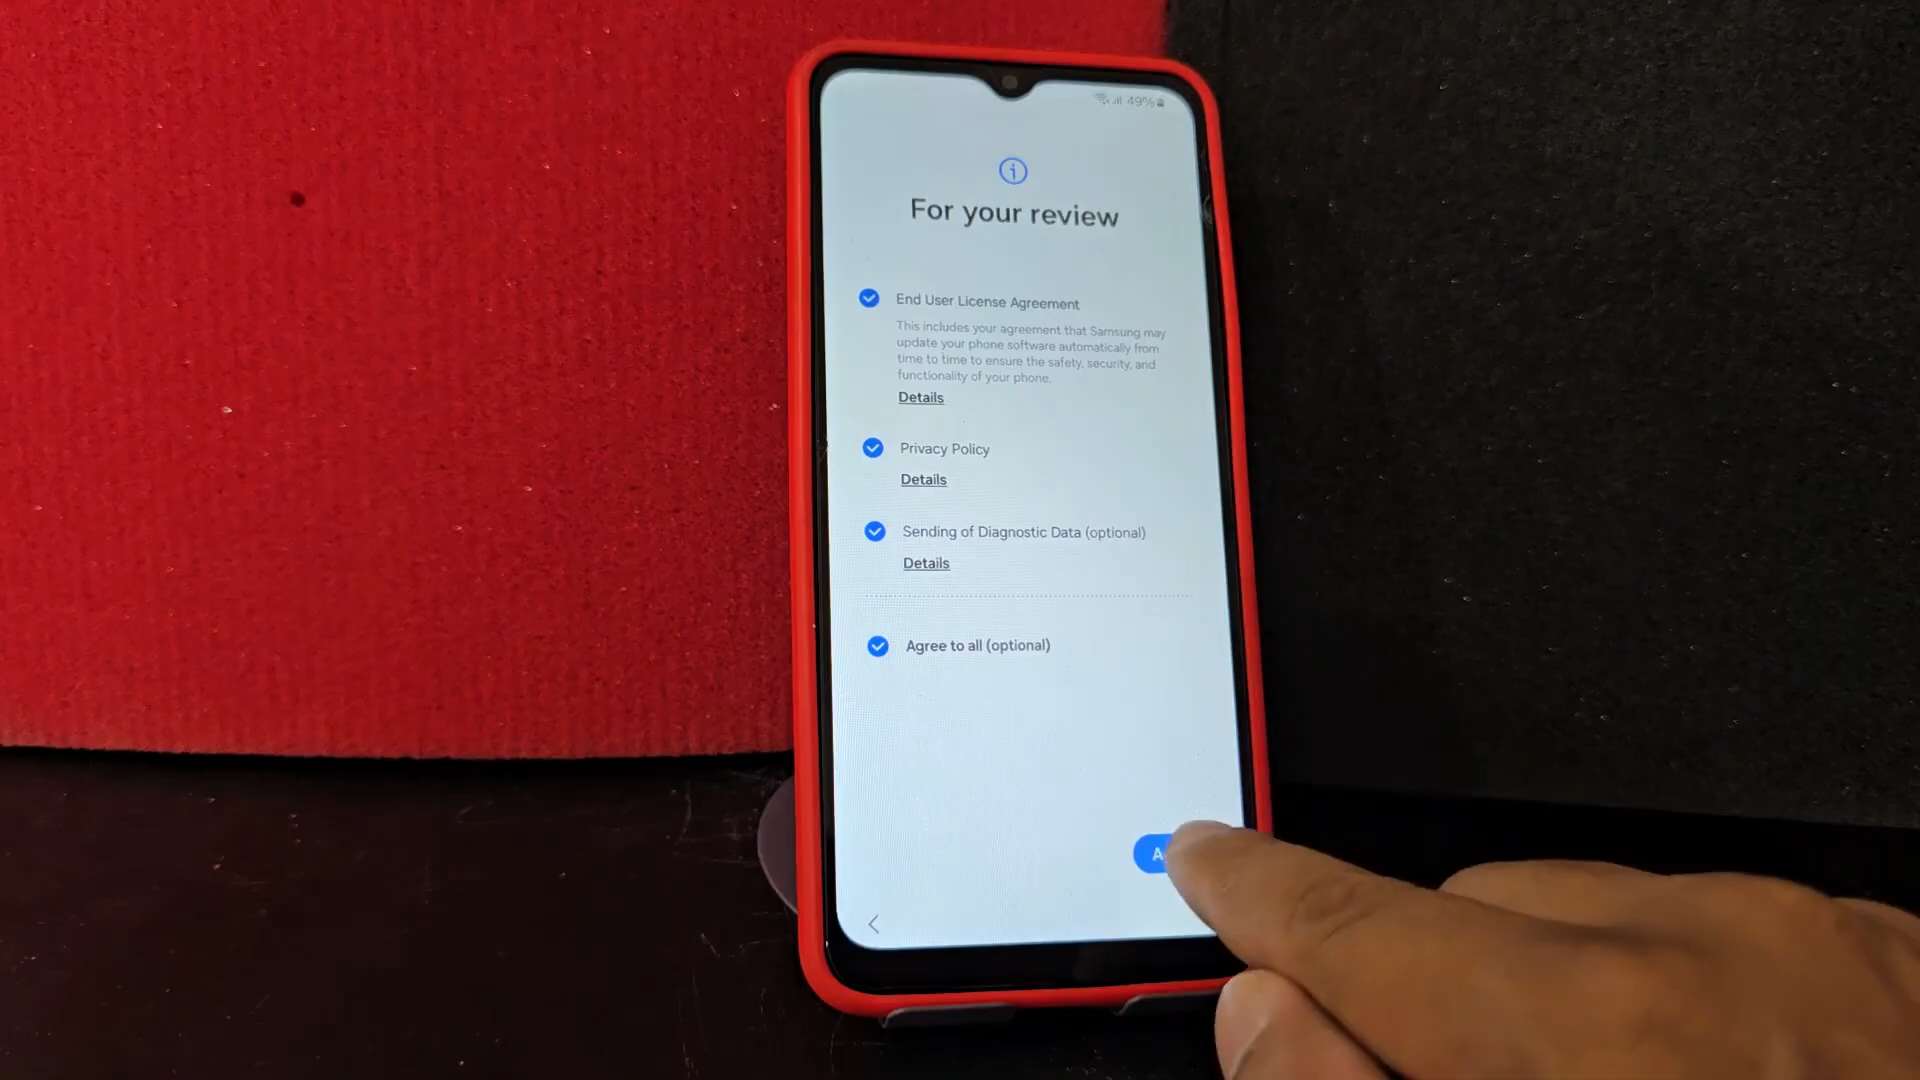 49%
For your review
End User License Agreement
This includes your agreement that Samsung may
update your phone software automatically from
time to time to ensure the safety, security, and
functionality of your phone.
Details
Privacy Policy
Details
Sending of Diagnostic Data (optional)
Details
Agree to all (optional)